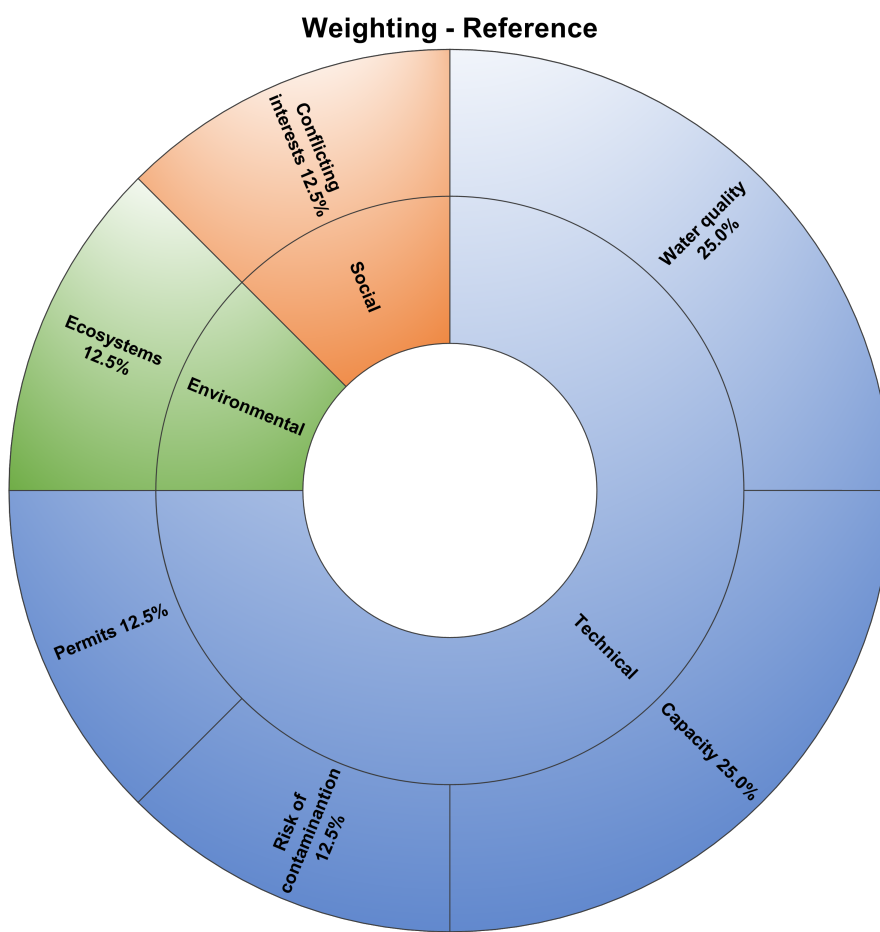 Weighting - Reference
Conflicting
interests 12.5%
Water quality
25.0%
Social
Ecosystems
12.5%
Environmental
Permits 12.5%
Technical
Capacity 25.0%
Risk of
contaminantion
12.5%